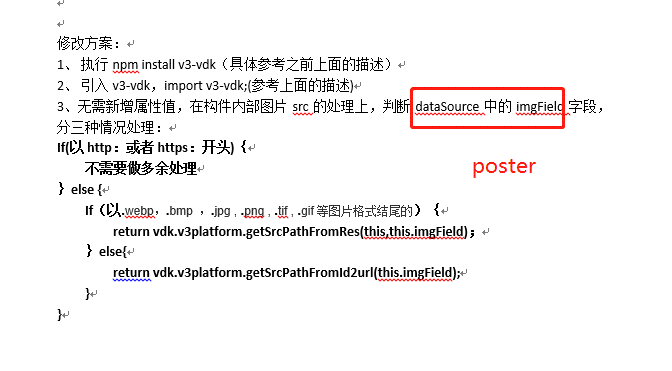 修改方案：
1、 执行 npm install v3-vdk（具体参考之前上面的描述）
2、 引入 v3-vdk，import v3-vdk;(参考上面的描述)
3、无需新增属性值，在构件内部图片 src 的处理上，判断 dataSource 中的 imgField 字段，
分三种情况处理：
If(以 http：或者 https：开头)｛
不需要做多余处理
｝else {
If（以.webp，.bmp ，.jpg , .png , .tif , .gif 等图片格式结尾的）｛
return vdk.v3platform.getSrcPathFromRes(this,this.imgField)；
｝else{
return vdk.v3platform.getSrcPathFromId2url(this.imgField);
}
}
poster